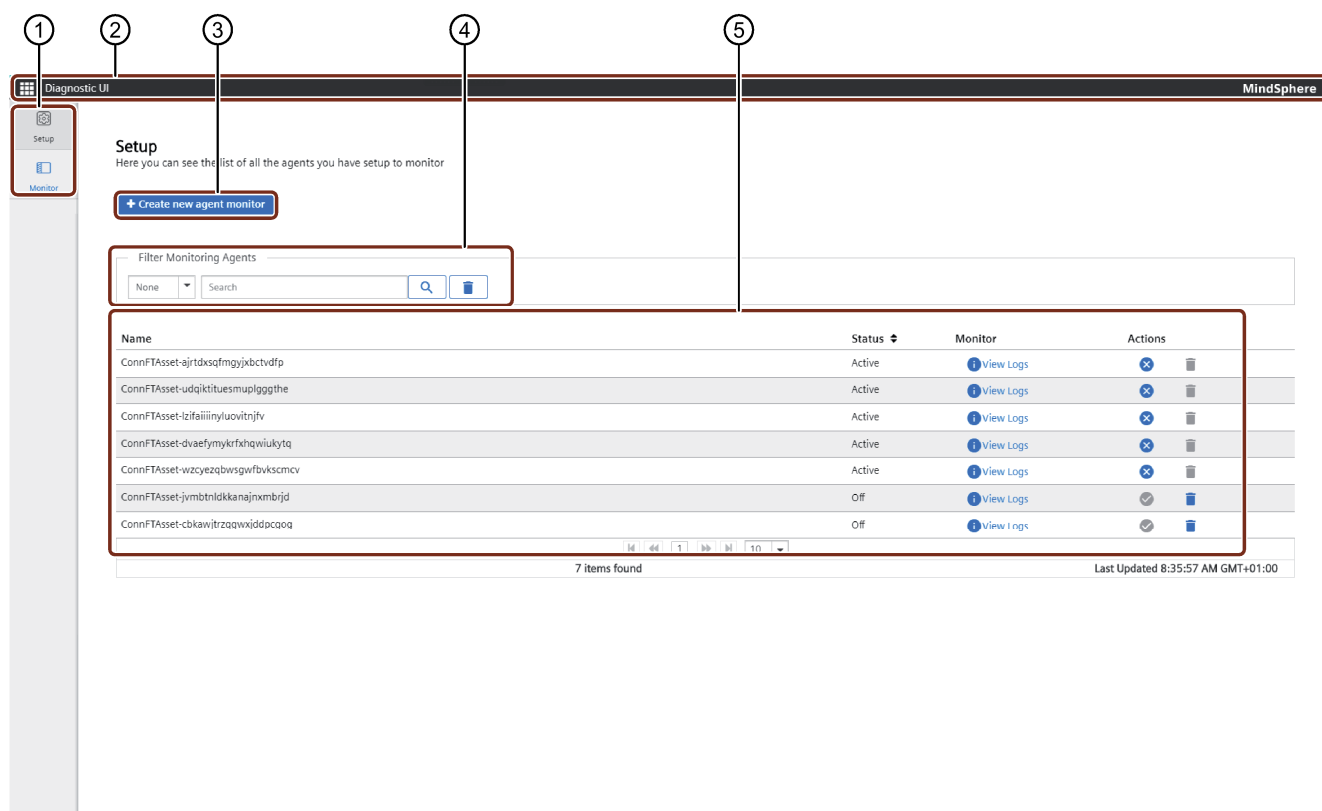 1 2 3 4 5
Diagnostic UI MindSphere
Setup
Monitor
Setup
Here you can see the list of all the agents you have setup to monitor
+ Create new agent monitor
Filter Monitoring Agents
None Search
Name Status Monitor Actions
ConnFTAsset-ajrtdxsqfmgyjxbctvdfp Active View Logs
ConnFTAsset-udqiktituesmuplgggthe Active View Logs
ConnFTAsset-lzifaiiiinyluovitnjfv Active View Logs
ConnFTAsset-dvaefymykrfxhqwiukytq Active View Logs
ConnFTAsset-wzcyezqbwsgwfbvkscmcv Active View Logs
ConnFTAsset-jvmbtnldkkanajnxmbrjd Off View Logs
ConnFTAsset-cbkawjtrzqqwxjddpcqoq Off View Logs
1 10
7 items found Last Updated 8:35:57 AM GMT+01:00